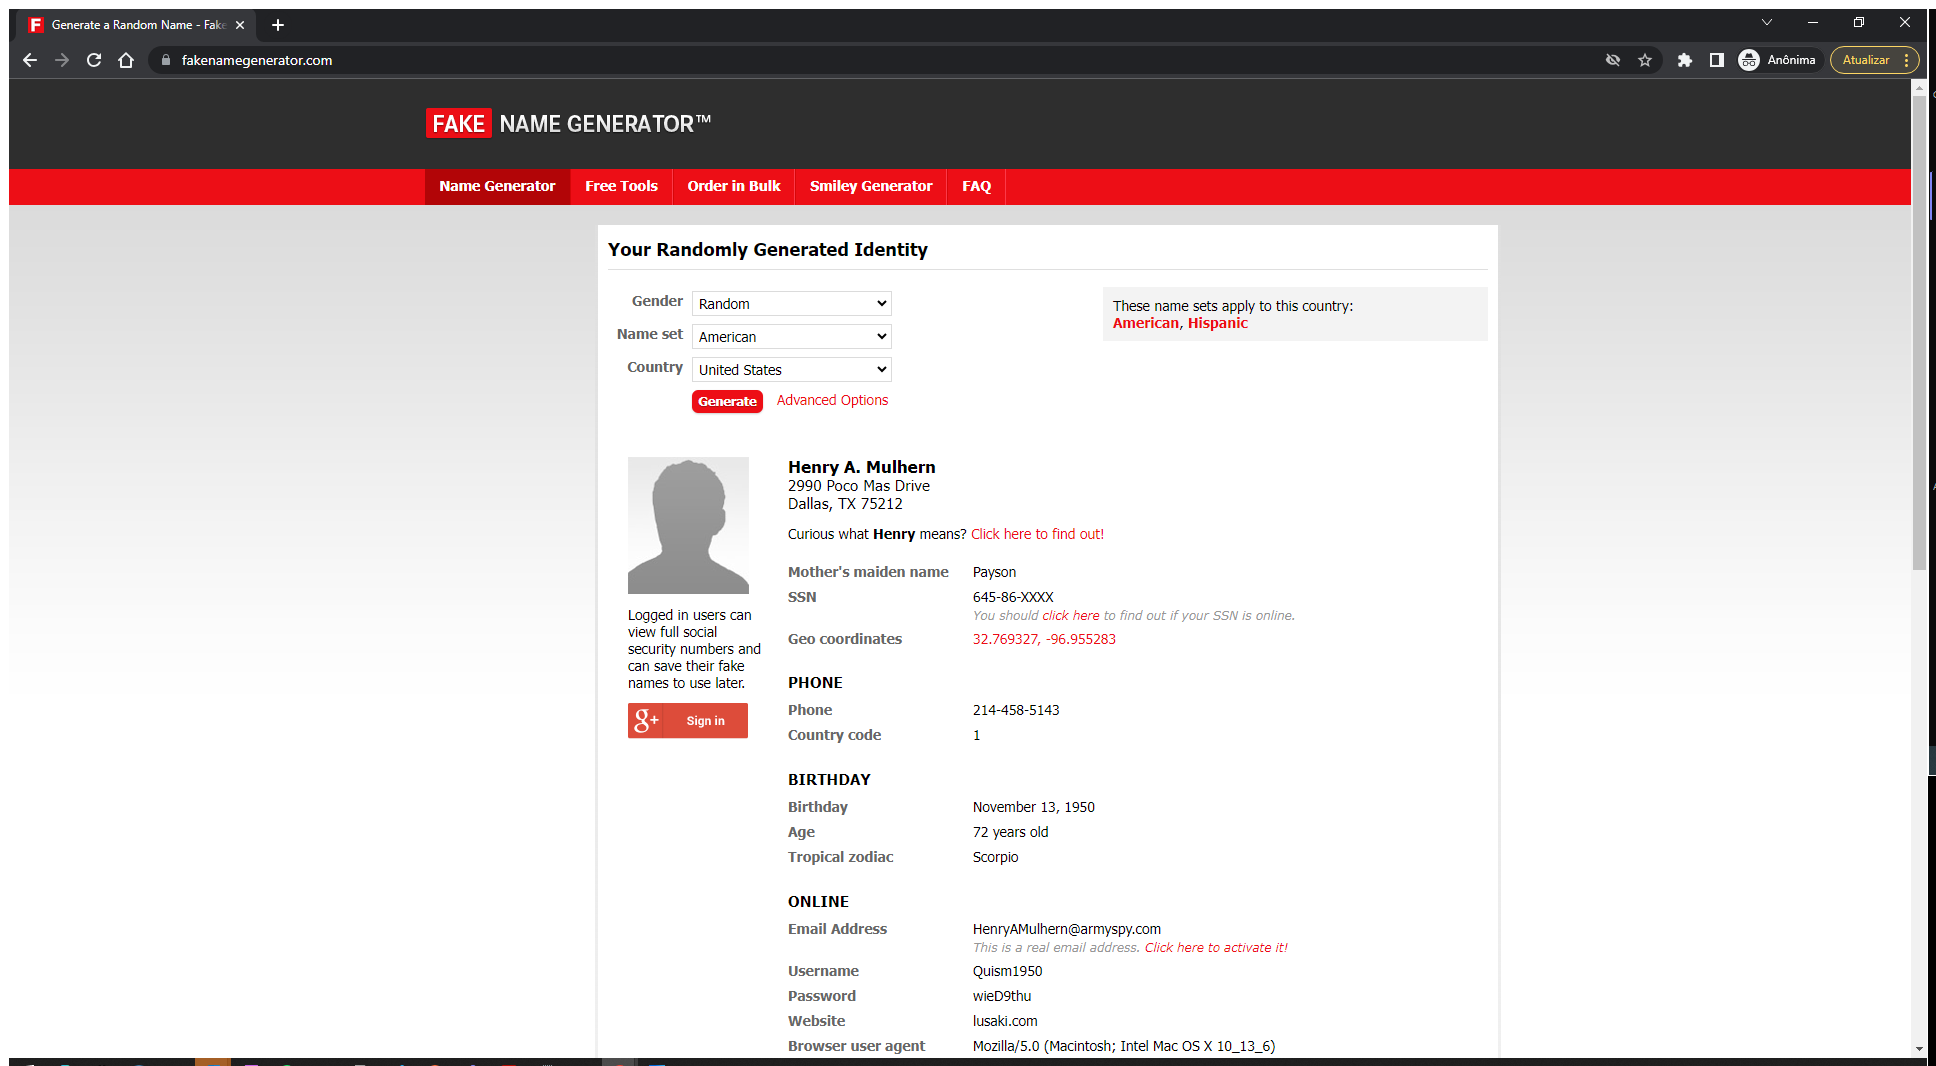 Generate a Random Name - Fake
fakenamegenerator.com
Anônima
Atualizar
FAKE NAME GENERATOR™
Name Generator
Free Tools
Order in Bulk
Smiley Generator
FAQ
Your Randomly Generated Identity
Gender
Random
Name set
American
Country
United States
Generate
Advanced Options
These name sets apply to this country:
American, Hispanic
Logged in users can
view full social
security numbers and
can save their fake
names to use later.
g+ Sign in
Henry A. Mulhern
2990 Poco Mas Drive
Dallas, TX 75212
Curious what Henry means? Click here to find out!
Mother's maiden name Payson
SSN 645-86-XXXX
You should click here to find out if your SSN is online.
Geo coordinates 32.769327, -96.955283
PHONE
Phone 214-458-5143
Country code 1
BIRTHDAY
Birthday November 13, 1950
Age 72 years old
Tropical zodiac Scorpio
ONLINE
Email Address HenryAMulhern@armyspy.com
This is a real email address. Click here to activate it!
Username Quism1950
Password wieD9thu
Website lusaki.com
Browser user agent Mozilla/5.0 (Macintosh; Intel Mac OS X 10_13_6)